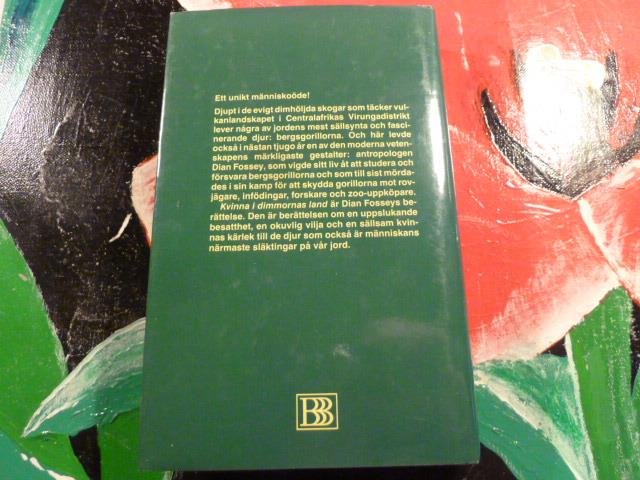 Ett unikt människoöde!
Djupt i de evigt dimhöljda skogar som täcker vul-
kanlandskapet i Centralafrikas Virungadistrikt
lever några av jordens mest sällsynta och fasci-
nerande djur: bergsgorillorna. Och här levde
också i nästan tjugo år en av den moderna veten-
skapens märkligaste gestalter: antropologen
Dian Fossey, som vigde sitt liv åt att studera och
försvara bergsgorillorna och som till sist mörda-
des i sin kamp för att skydda gorillorna mot rov-
jägare, infödingar, forskare och zoo-uppköpare.
Kvinna i dimmornas land är Dian Fosseys be-
rättelse. Den är berättelsen om en uppslukande
besatthet, en okuvlig vilja och en sällsam kvin-
nas kärlek till de djur som också är människans
närmaste släktingar på vår jord.
BBB